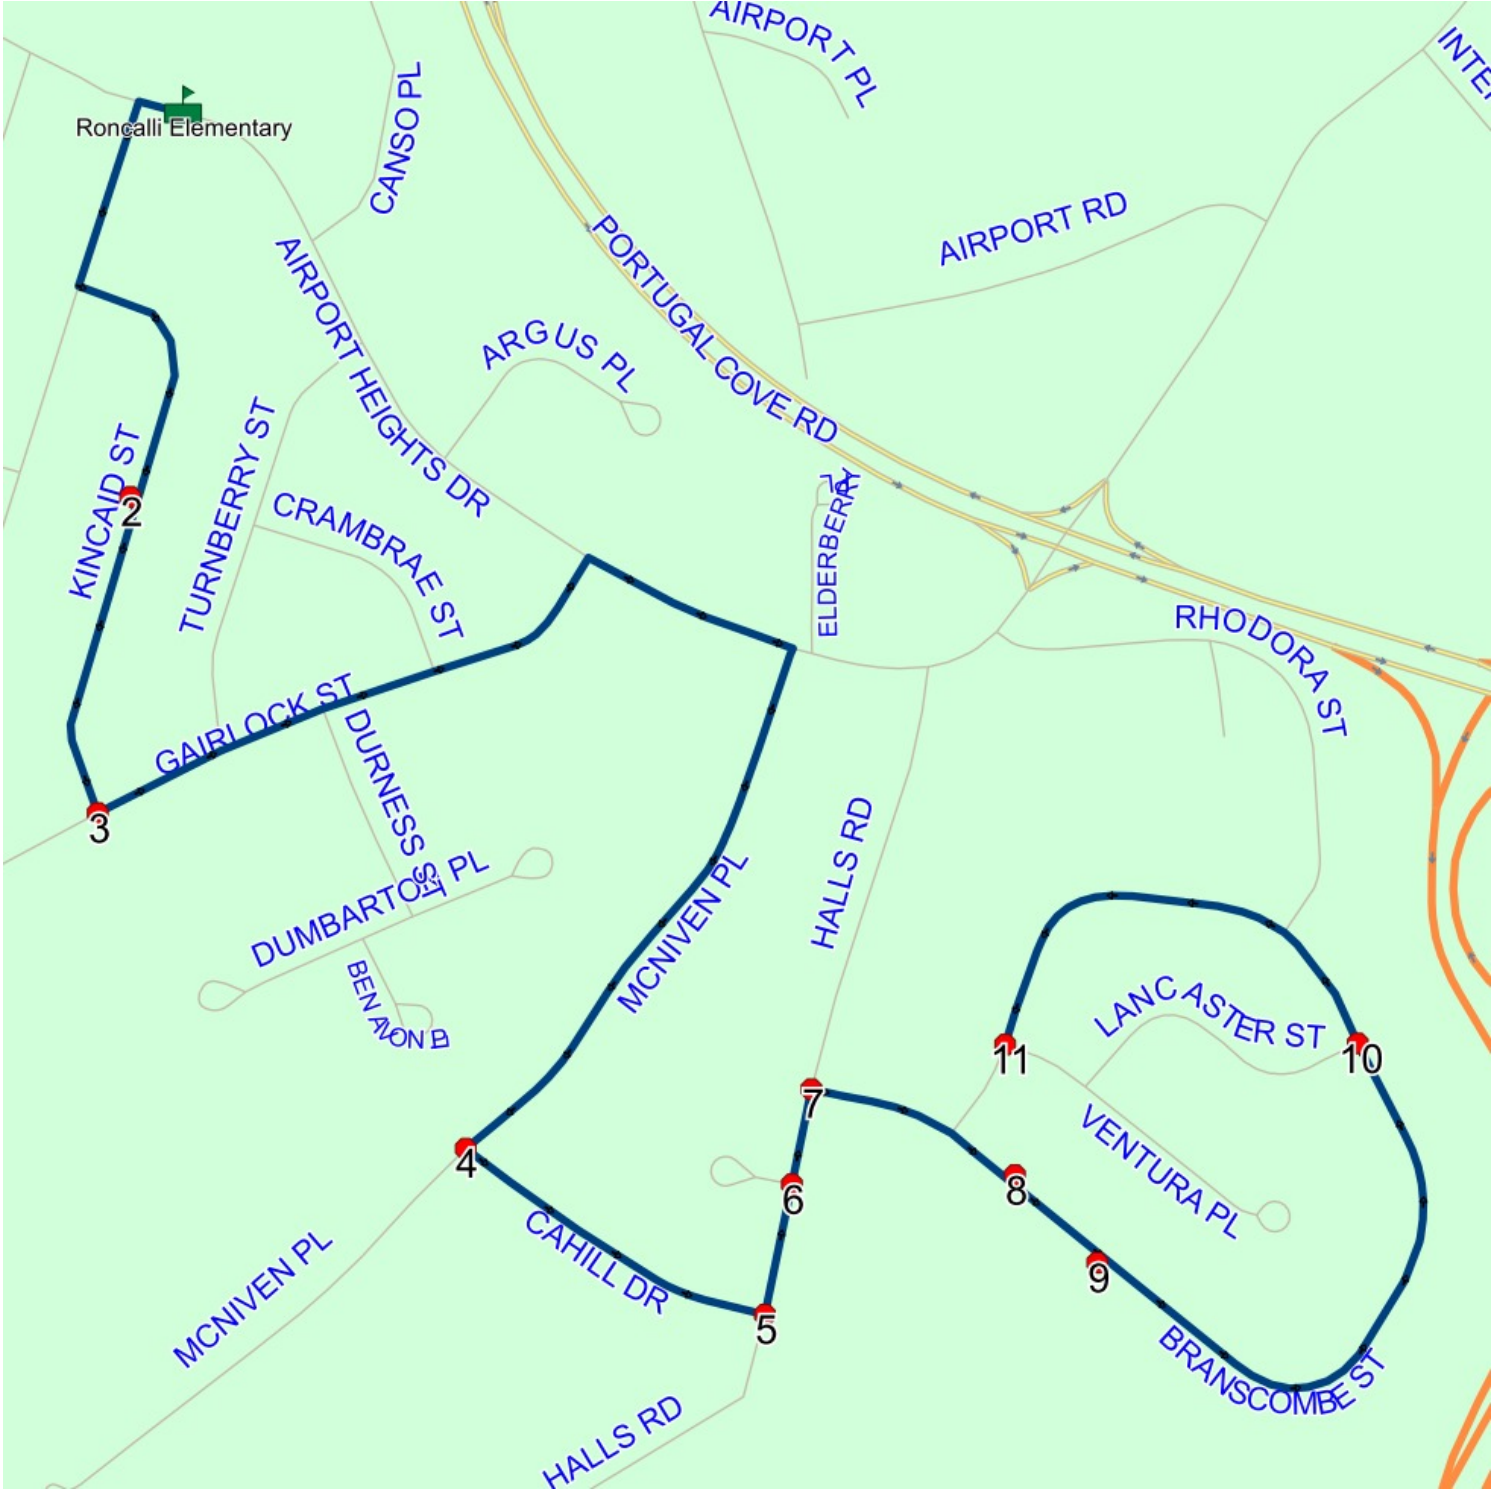 AIRPORT PL
INTE
CANSO PL
Roncalli Elementary
AIRPORT RD
PORTUGAL COVE RD
AIRPORT HEIGHTS DR
ARGUS PL
KINCAID ST
2
TURNBERRY ST
CRAMBRAE ST
ELDERBERRY
RHODORA ST
GAIRLOCK ST
DURNESS ST
3
HALLS RD
MCNIVEN PL
DUMBARTON PL
BEN AVON
LANCASTER ST
11
10
7
4
6
8
VENTURA PL
CAHILL DR
9
MCNIVEN PL
5
BRANSCOMBE ST
HALLS RD